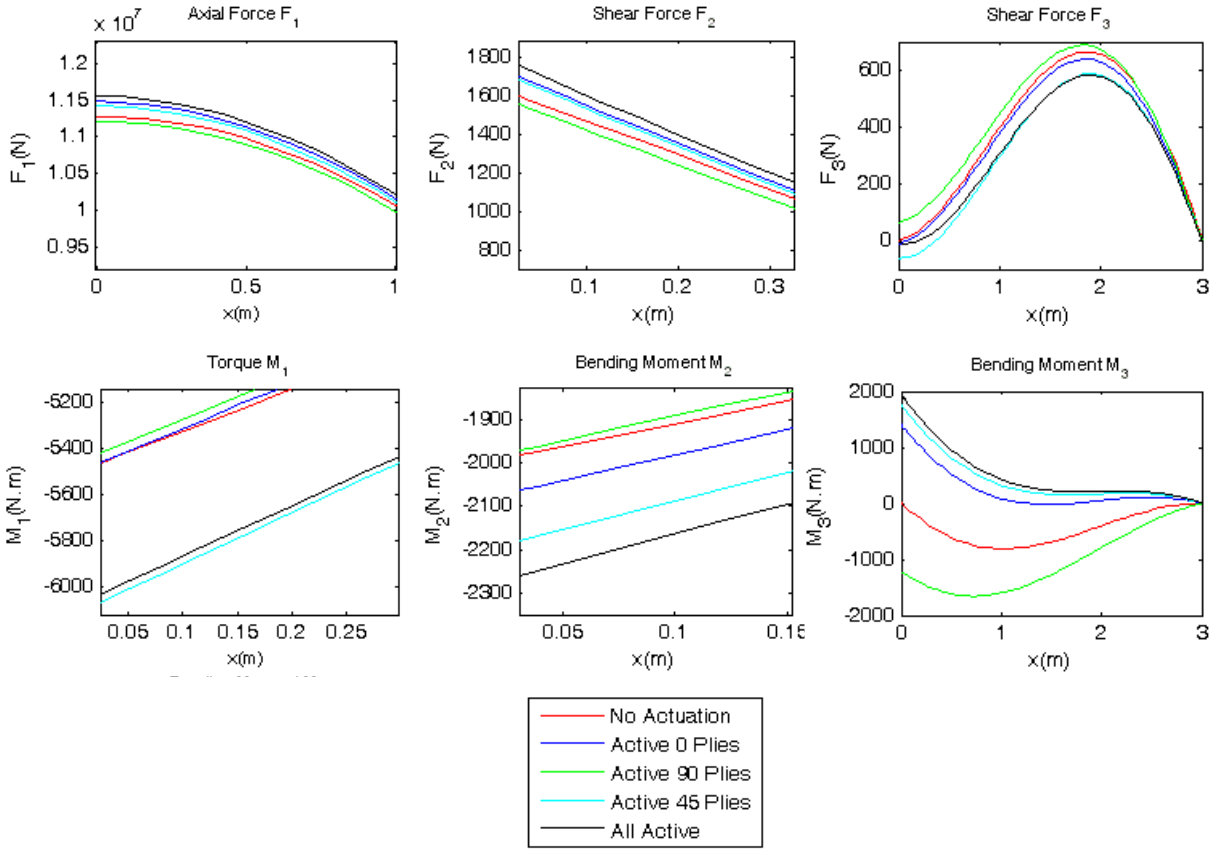 Axial Force F1
x 10^7
1.2
1.15
1.1
1.05
1
0.95
F1(N)
0
0.5
1
x(m)
Shear Force F2
1800
1600
1400
1200
1000
800
F2(N)
0.1
0.2
0.3
x(m)
Shear Force F3
600
400
200
0
F3(N)
0
1
2
3
x(m)
Torque M1
-5200
-5400
-5600
-5800
-6000
M1(N.m)
0.05
0.1
0.15
0.2
0.25
x(m)
Bending Moment M2
-1900
-2000
-2100
-2200
-2300
M2(N.m)
0.05
0.1
0.15
x(m)
Bending Moment M3
2000
1000
0
-1000
-2000
M3(N.m)
0
1
2
3
x(m)
No Actuation
Active 0 Plies
Active 90 Plies
Active 45 Plies
All Active